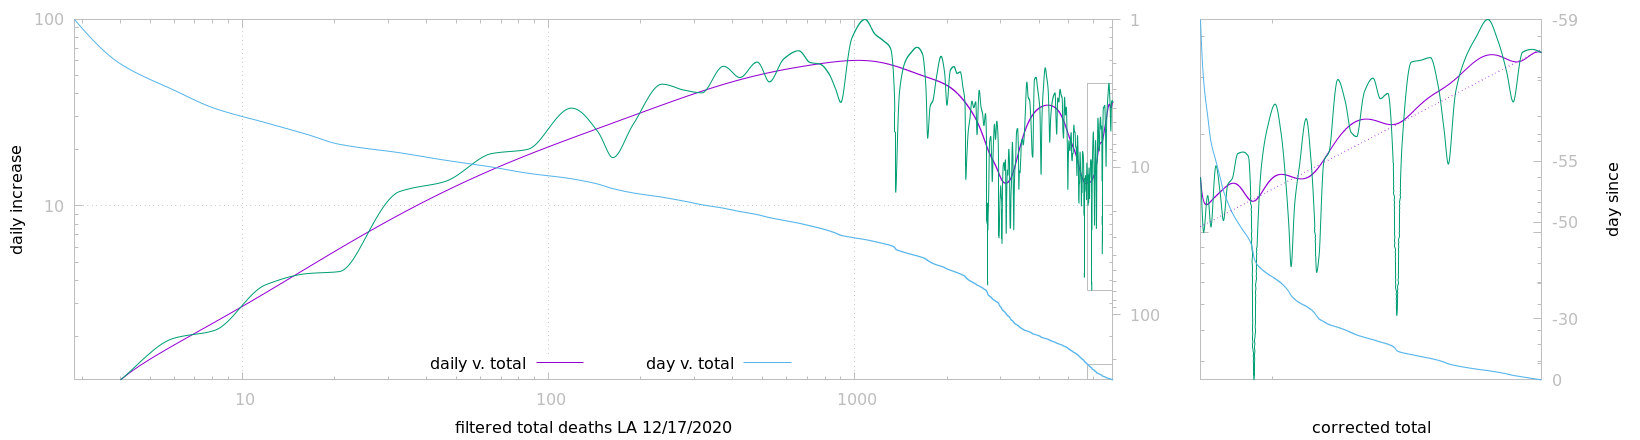 100
10
daily increase
1
10
100
daily v. total
day v. total
10
100
1000
filtered total deaths LA 12/17/2020
-59
-55
-50
-30
0
day since
corrected total